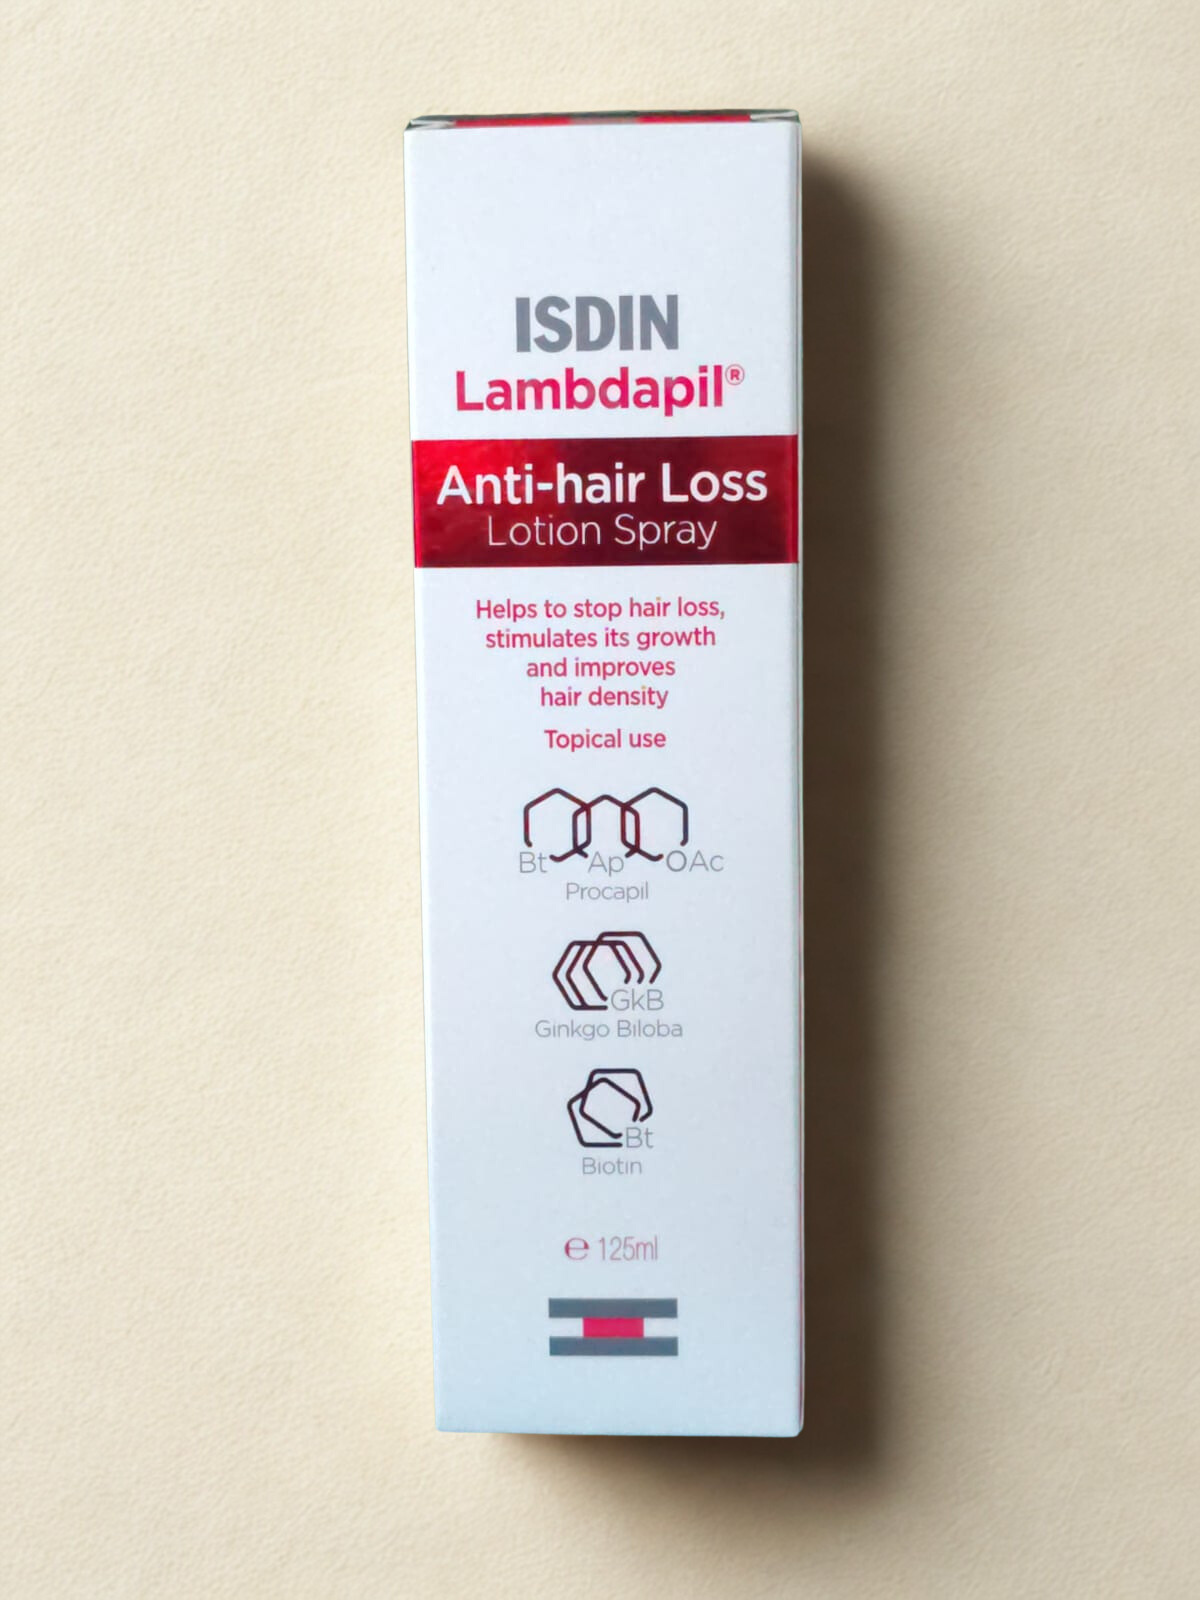 ISDIN
Lambdapil®
Anti-hair Loss
Lotion Spray
Helps to stop hair loss,
stimulates its growth
and improves
hair density
Topical use
Bt Ap OAc
Procapil
GkB
Ginkgo Biloba
Bt
Biotin
℮ 125ml